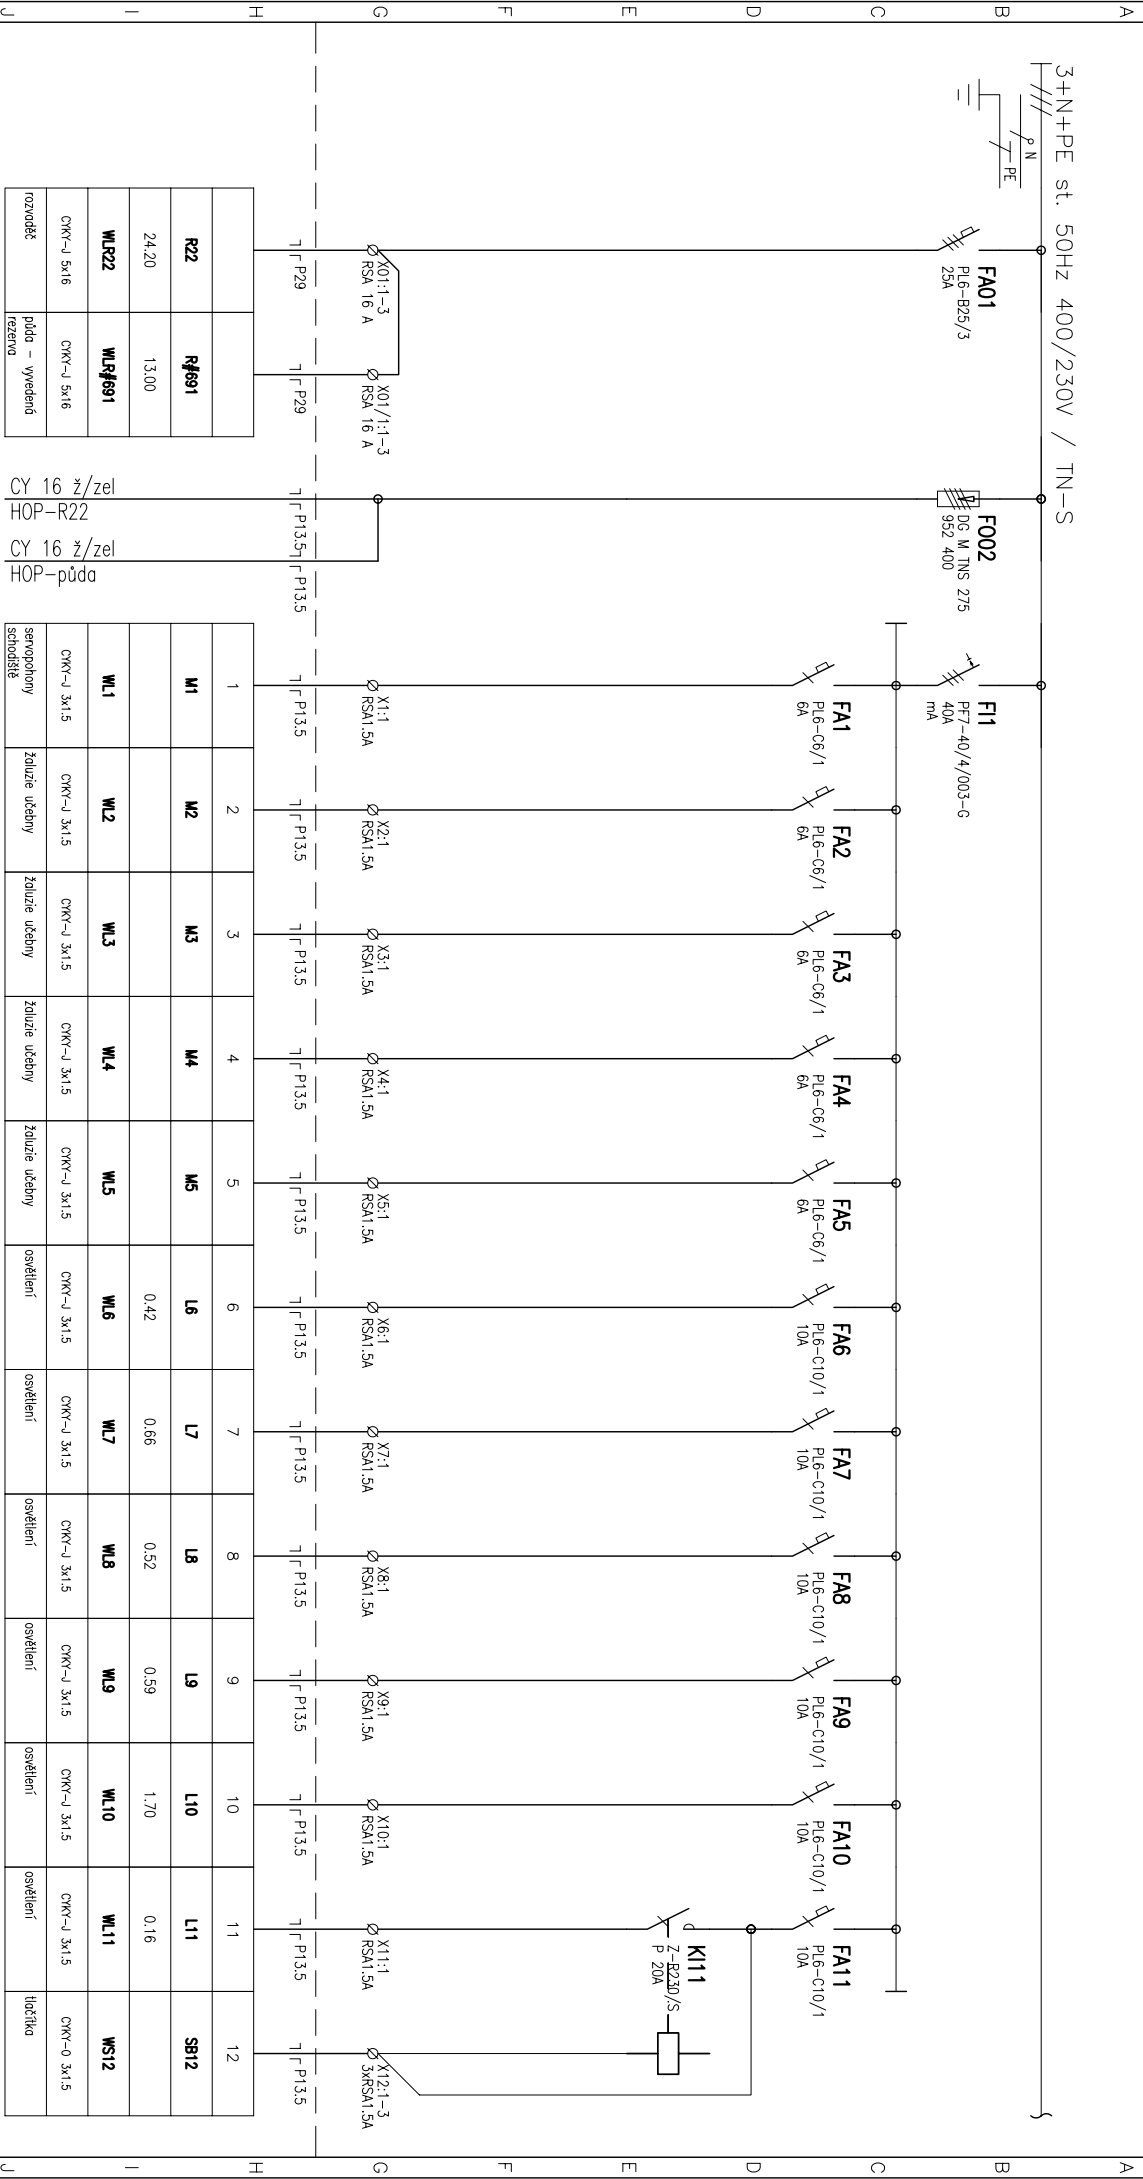 A
B
C
D
E
F
G
H
I
J
3+N+PE st. 50Hz 400/230V / TN-S
N
PE
FA01
PL6-B25/3
25A
FO02
DG M TNS 275
952 400
FI1
PF7-40/4/003-G
40A
mA
FA1
PL6-C6/1
6A
FA2
PL6-C6/1
6A
FA3
PL6-C6/1
6A
FA4
PL6-C6/1
6A
FA5
PL6-C6/1
6A
FA6
PL6-C10/1
10A
FA7
PL6-C10/1
10A
FA8
PL6-C10/1
10A
FA9
PL6-C10/1
10A
FA10
PL6-C10/1
10A
FA11
PL6-C10/1
10A
KI11
Z-R230/S
P 20A
X01:1-3
RSA 16 A
X01/1:1-3
RSA 16 A
X1:1
RSA1.5A
X2:1
RSA1.5A
X3:1
RSA1.5A
X4:1
RSA1.5A
X5:1
RSA1.5A
X6:1
RSA1.5A
X7:1
RSA1.5A
X8:1
RSA1.5A
X9:1
RSA1.5A
X10:1
RSA1.5A
X11:1
RSA1.5A
X12:1-3
3xRSA1.5A
P29
P29
P13.5
P13.5
P13.5
P13.5
P13.5
P13.5
P13.5
P13.5
P13.5
P13.5
P13.5
P13.5
P13.5
P13.5
1
2
3
4
5
6
7
8
9
10
11
12
R22
R#691
M1
M2
M3
M4
M5
L6
L7
L8
L9
L10
L11
SB12
24.20
13.00
0.42
0.66
0.52
0.59
1.70
0.16
WLR22
WLR#691
WL1
WL2
WL3
WL4
WL5
WL6
WL7
WL8
WL9
WL10
WL11
WS12
CYKY-J 5x16
CYKY-J 5x16
CYKY-J 3x1.5
CYKY-J 3x1.5
CYKY-J 3x1.5
CYKY-J 3x1.5
CYKY-J 3x1.5
CYKY-J 3x1.5
CYKY-J 3x1.5
CYKY-J 3x1.5
CYKY-J 3x1.5
CYKY-J 3x1.5
CYKY-J 3x1.5
CYKY-O 3x1.5
rozvaděč
půda - vyvedená
rezerva
CY 16 ž/zel
HOP-R22
CY 16 ž/zel
HOP-půda
servopohony
schodiště
žaluzie učebny
žaluzie učebny
žaluzie učebny
žaluzie učebny
osvětlení
osvětlení
osvětlení
osvětlení
osvětlení
osvětlení
tlačítka
A
B
C
D
E
F
G
H
I
J